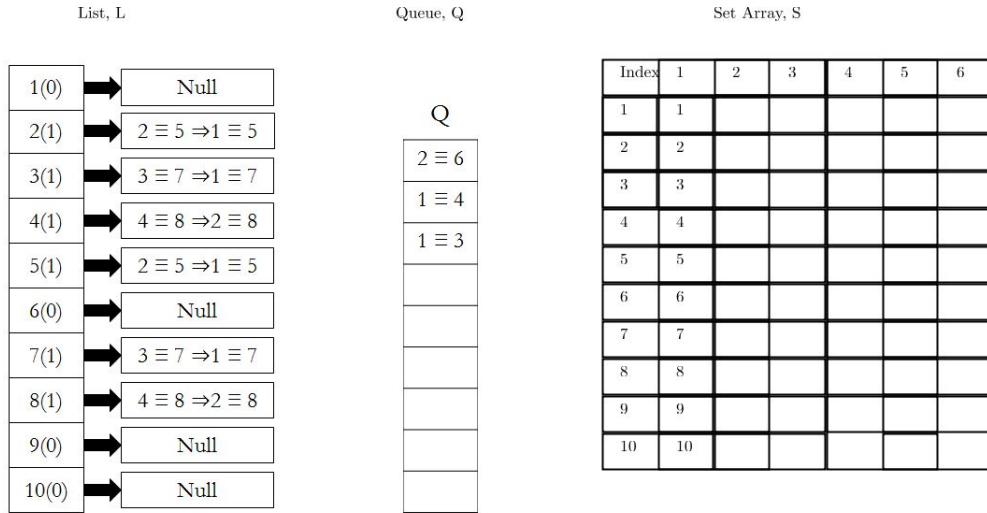 List, L
Queue, Q
Set Array, S
1(0) Null
2(1) 2 ≡ 5 ⇒1 ≡ 5
3(1) 3 ≡ 7 ⇒1 ≡ 7
4(1) 4 ≡ 8 ⇒2 ≡ 8
5(1) 2 ≡ 5 ⇒1 ≡ 5
6(0) Null
7(1) 3 ≡ 7 ⇒1 ≡ 7
8(1) 4 ≡ 8 ⇒2 ≡ 8
9(0) Null
10(0) Null
Q
2 ≡ 6
1 ≡ 4
1 ≡ 3
Index 1 2 3 4 5 6
1 1
2 2
3 3
4 4
5 5
6 6
7 7
8 8
9 9
10 10